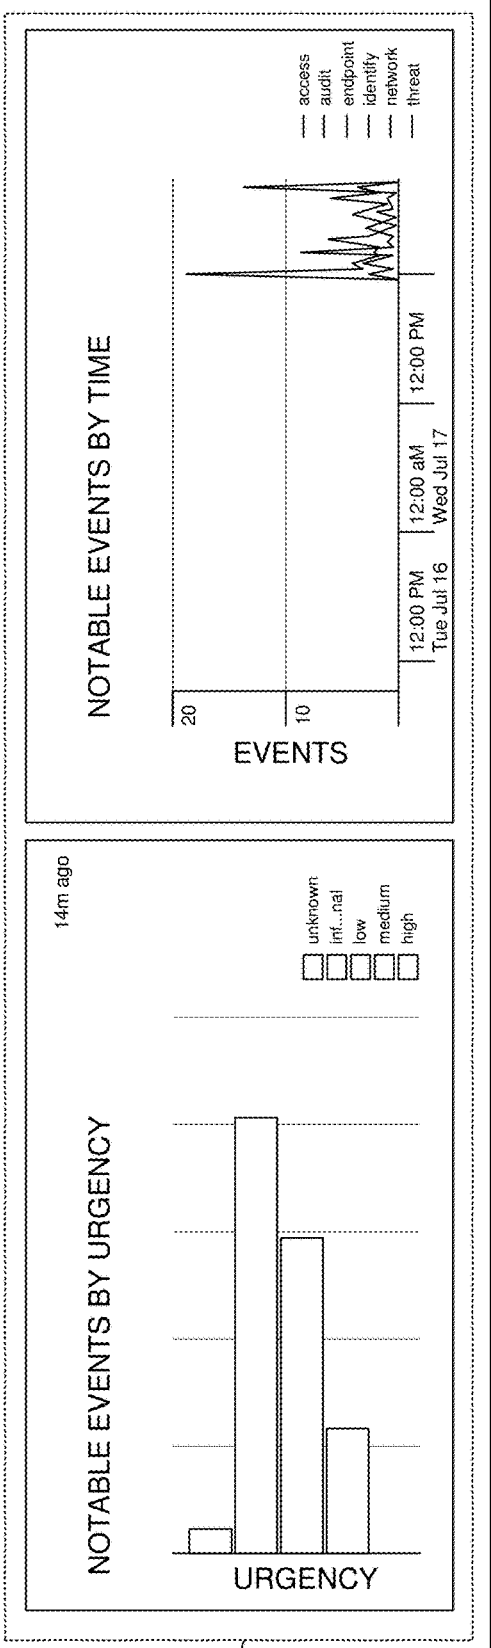 NOTABLE EVENTS BY URGENCY
14m ago
URGENCY
unknown
inf...nal
low
medium
high
NOTABLE EVENTS BY TIME
EVENTS
20
10
12:00 PM
Tue Jul 16
12:00 aM
Wed Jul 17
12:00 PM
access
audit
endpoint
identify
network
threat